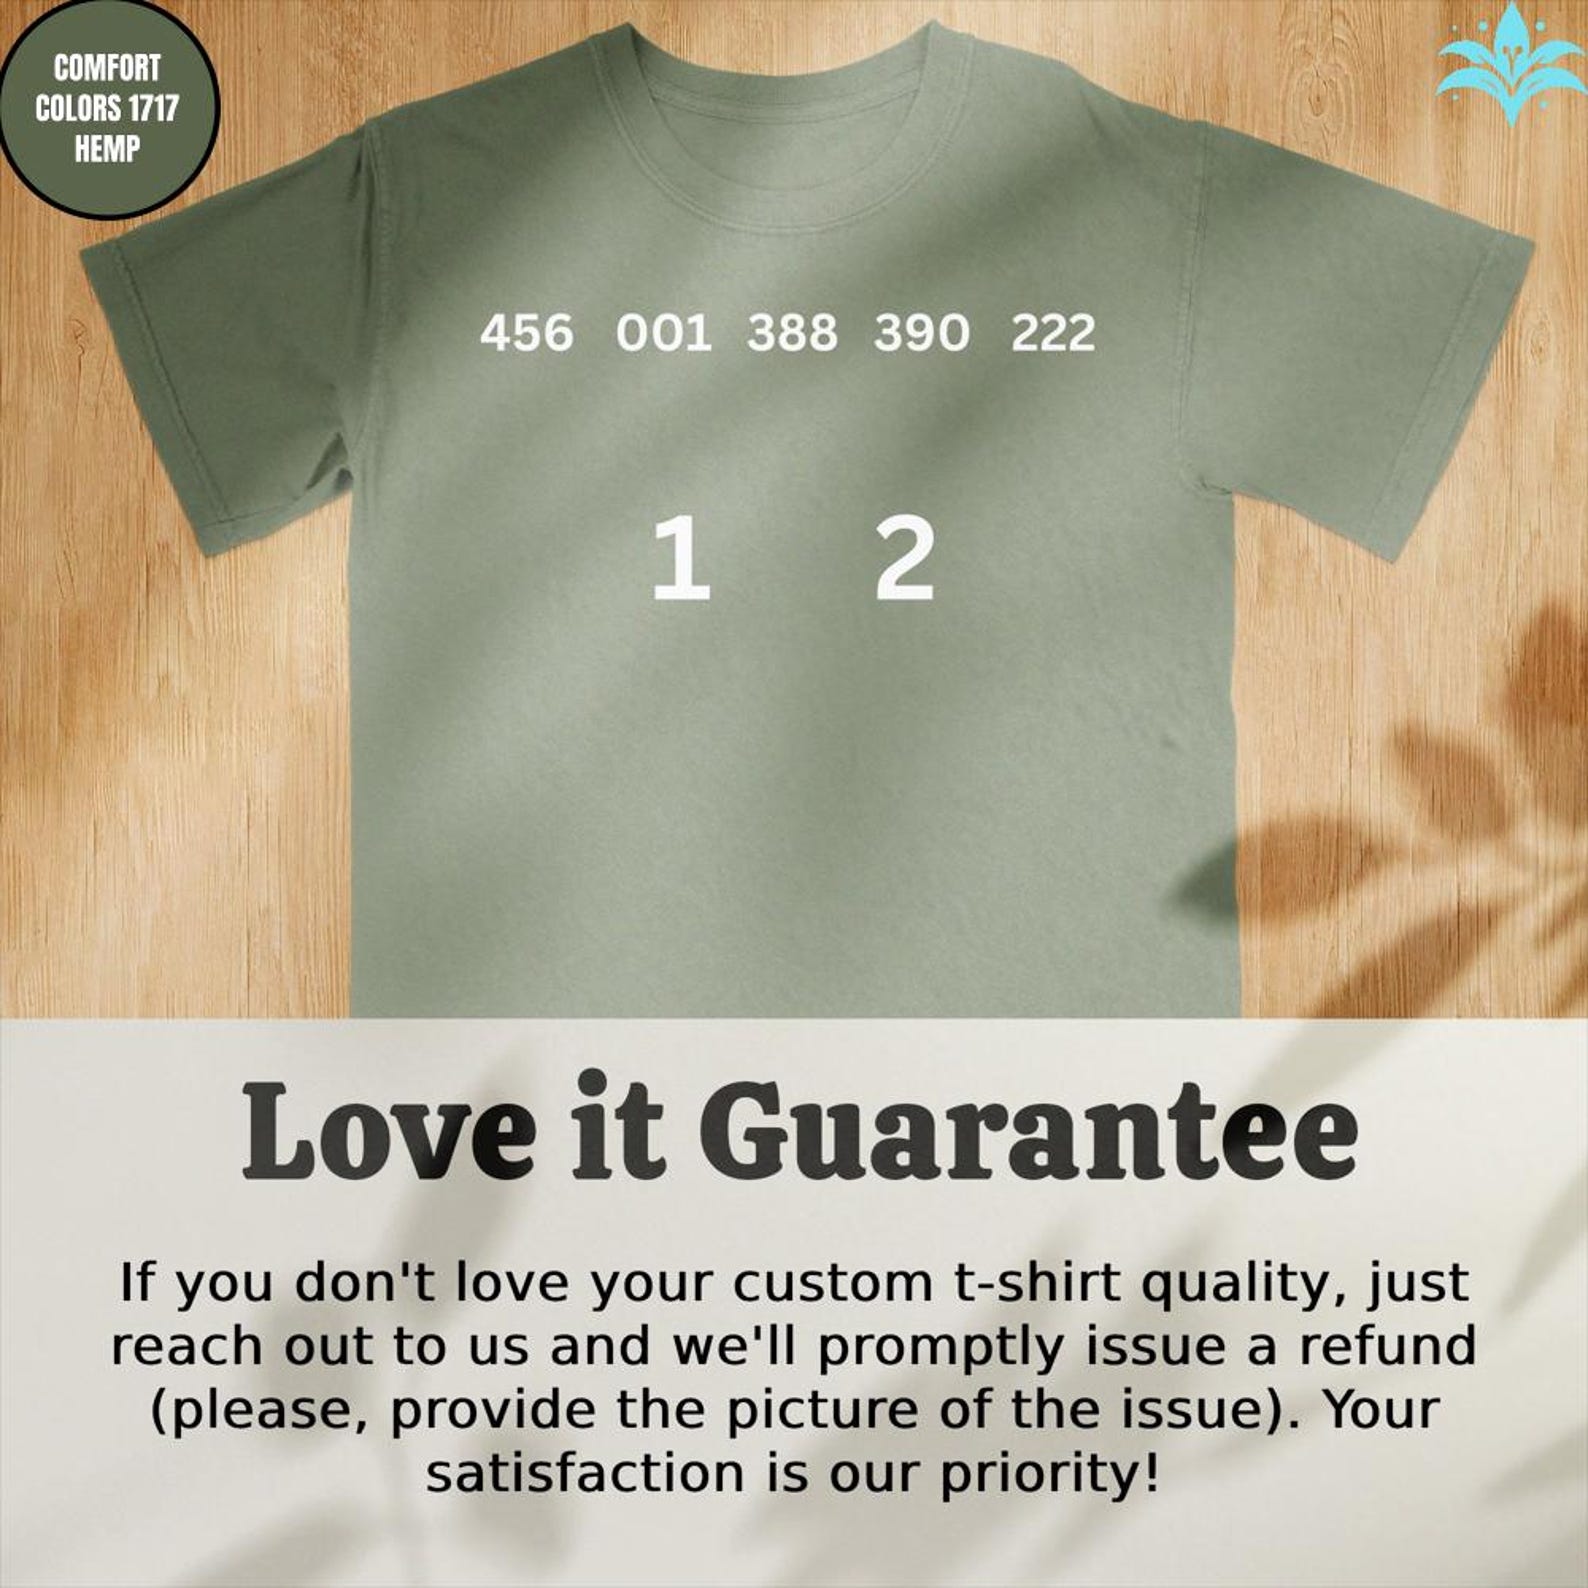 COMFORT
COLORS 1717
HEMP
456 001 388 390 222
1 2
Love it Guarantee
If you don't love your custom t-shirt quality, just
reach out to us and we'll promptly issue a refund
(please, provide the picture of the issue). Your
satisfaction is our priority!